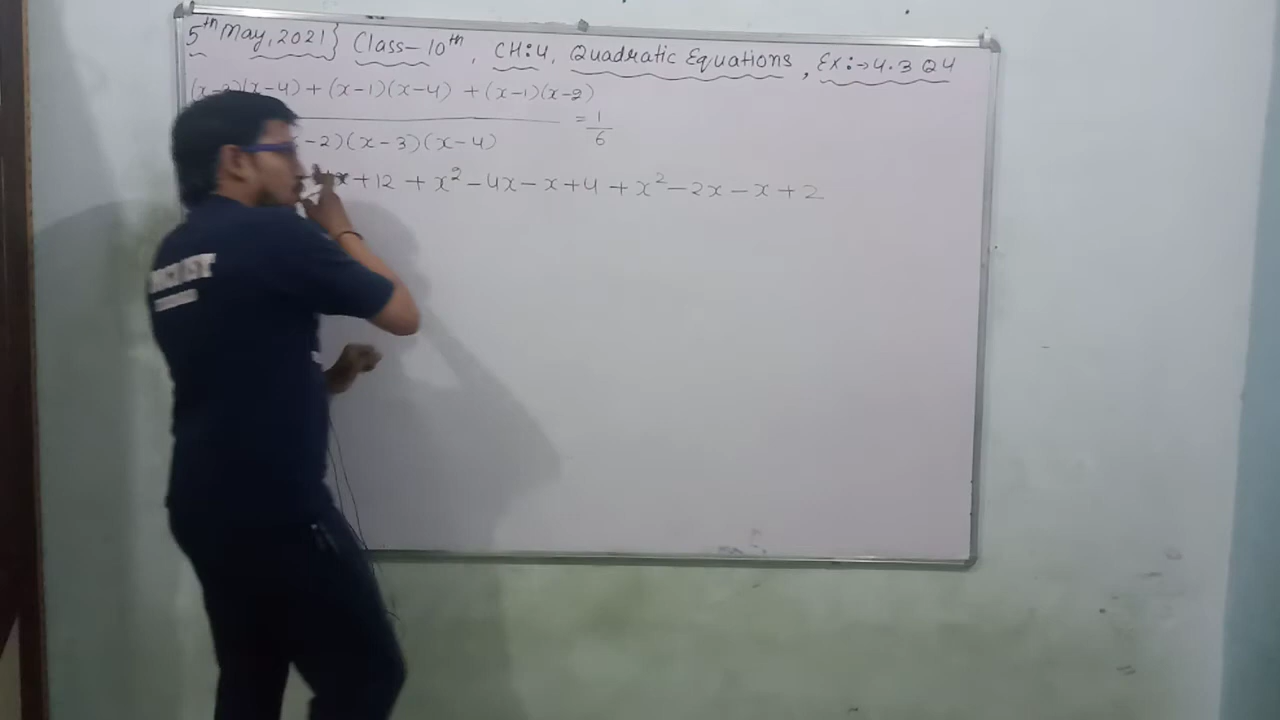 5th May, 2021} Class-10th, CH:4, Quadratic Equations, Ex:→4.3 Q4
(x-3)(x-4) + (x-1)(x-4) + (x-1)(x-2)
= 1/6
-2)(x-3)(x-4)
+12 + x² - 4x - x + 4 + x² - 2x - x + 2